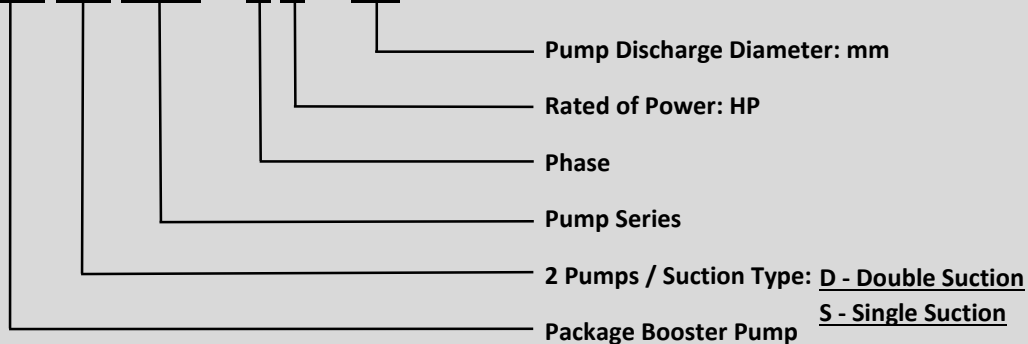 Pump Discharge Diameter: mm
Rated of Power: HP
Phase
Pump Series
2 Pumps / Suction Type: D - Double Suction
S - Single Suction
Package Booster Pump